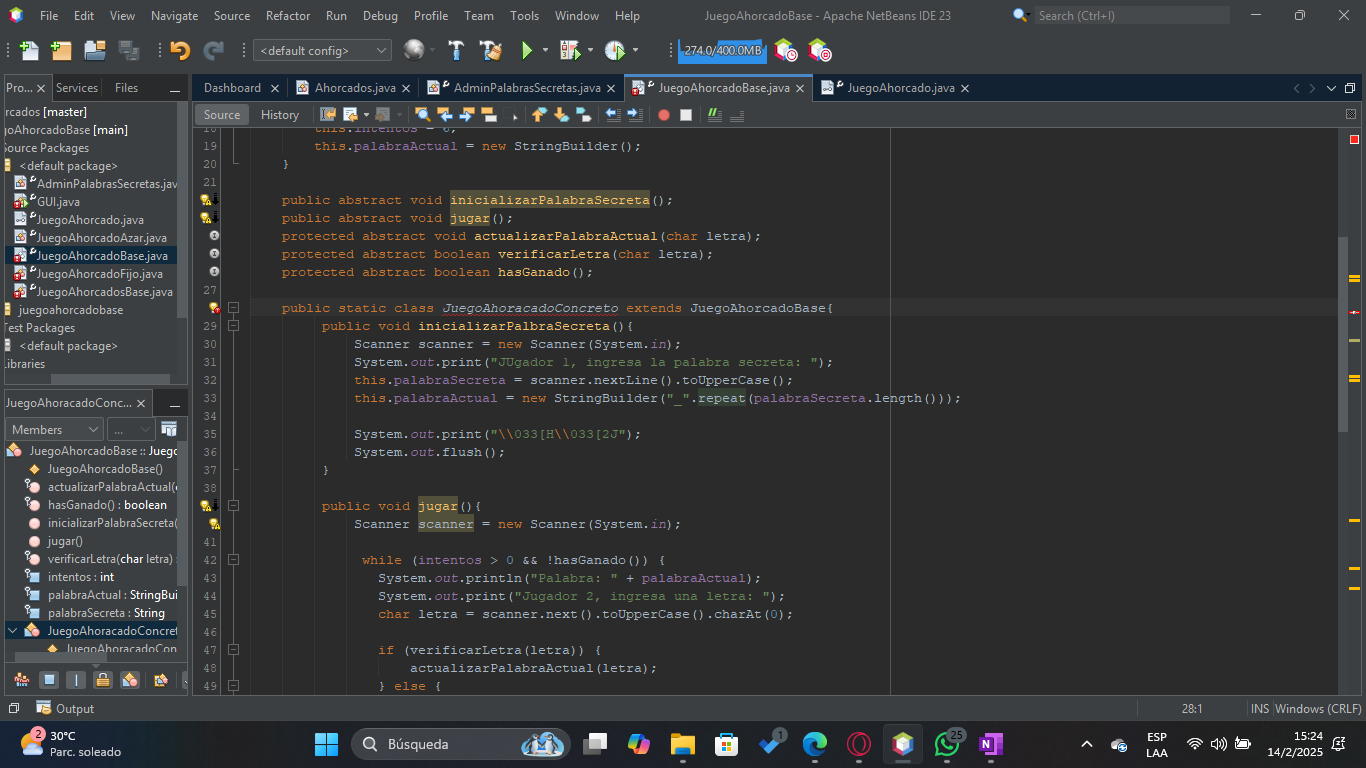 File Edit View Navigate Source Refactor Run Debug Profile Team Tools Window Help JuegoAhorcadoBase - Apache NetBeans IDE 23 Search (Ctrl+I)
<default config> 274.0/400.0MB
Pro... Services Files Dashboard Ahorcados.java AdminPalabrasSecretas.java JuegoAhorcadoBase.java JuegoAhorcado.java
rcados [master]
goAhorcadoBase [main]
Source Packages
<default package>
AdminPalabrasSecretas.jav
GUI.java
JuegoAhorcado.java
JuegoAhorcadoAzar.java
JuegoAhorcadoBase.java
JuegoAhorcadoFijo.java
JuegoAhorcadosBase.java
juegoahorcadobase
Test Packages
<default package>
Libraries
JuegoAhoracadoConc...
Members ...
JuegoAhorcadoBase :: Juego
JuegoAhorcadoBase()
actualizarPalabraActual(c
hasGanado() : boolean
inicializarPalabraSecreta(
jugar()
verificarLetra(char letra) :
intentos : int
palabraActual : StringBui
palabraSecreta : String
JuegoAhoracadoConcret
JuegoAhoracadoCon
Source History
18 this.intentos = 6;
19 this.palabraActual = new StringBuilder();
20 }
21
public abstract void inicializarPalabraSecreta();
public abstract void jugar();
protected abstract void actualizarPalabraActual(char letra);
protected abstract boolean verificarLetra(char letra);
protected abstract boolean hasGanado();
27
public static class JuegoAhoracadoConcreto extends JuegoAhorcadoBase{
29 public void inicializarPalbraSecreta(){
30 Scanner scanner = new Scanner(System.in);
31 System.out.print("JUgador 1, ingresa la palabra secreta: ");
32 this.palabraSecreta = scanner.nextLine().toUpperCase();
33 this.palabraActual = new StringBuilder("_".repeat(palabraSecreta.length()));
34
35 System.out.print("\\033[H\\033[2J");
36 System.out.flush();
37 }
38
public void jugar(){
Scanner scanner = new Scanner(System.in);
41
42 while (intentos > 0 && !hasGanado()) {
43 System.out.println("Palabra: " + palabraActual);
44 System.out.print("Jugador 2, ingresa una letra: ");
45 char letra = scanner.next().toUpperCase().charAt(0);
46
47 if (verificarLetra(letra)) {
48 actualizarPalabraActual(letra);
49 } else {
Output 28:1 INS Windows (CRLF)
2 30°C
Parc. soleado
Búsqueda
1
25
ESP
LAA
15:24
14/2/2025